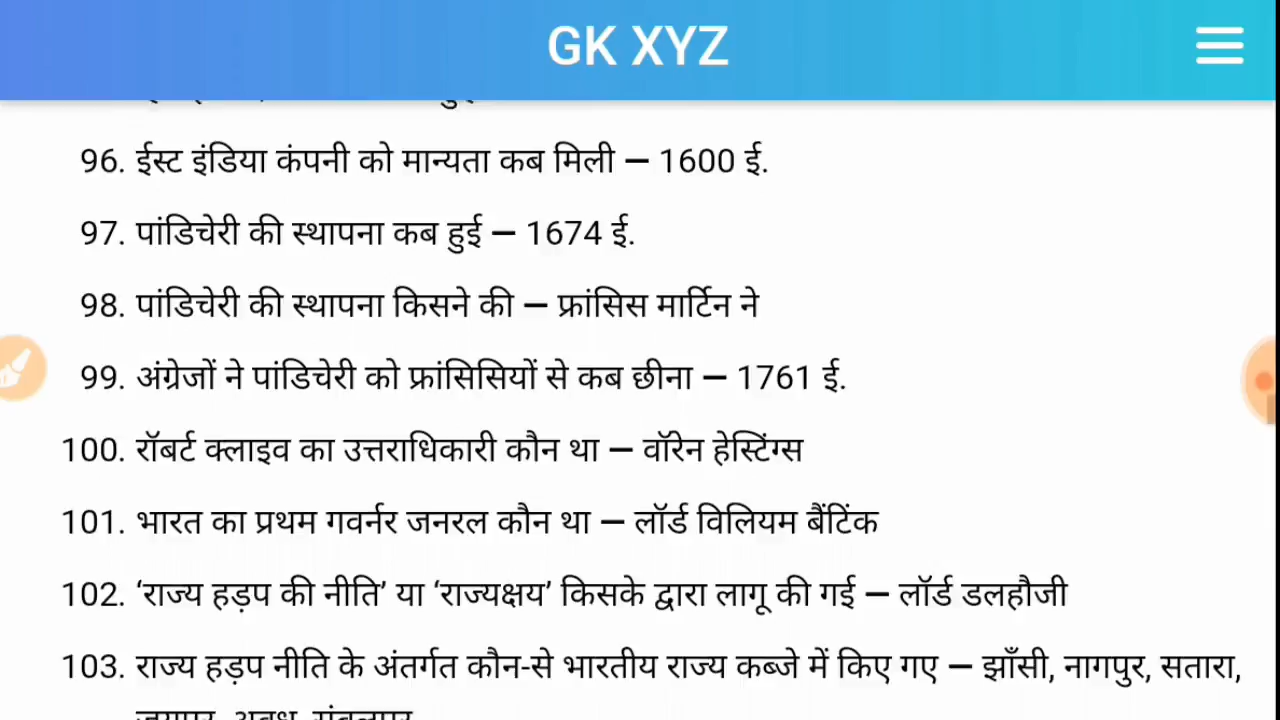 GK XYZ
96. ईस्ट इंडिया कंपनी को मान्यता कब मिली – 1600 ई.
97. पांडिचेरी की स्थापना कब हुई – 1674 ई.
98. पांडिचेरी की स्थापना किसने की – फ्रांसिस मार्टिन ने
99. अंग्रेजों ने पांडिचेरी को फ्रांसिसियों से कब छीना – 1761 ई.
100. रॉबर्ट क्लाइव का उत्तराधिकारी कौन था – वॉरेन हेस्टिंग्स
101. भारत का प्रथम गवर्नर जनरल कौन था – लॉर्ड विलियम बैंटिंक
102. ‘राज्य हड़प की नीति’ या ‘राज्यक्षय’ किसके द्वारा लागू की गई – लॉर्ड डलहौजी
103. राज्य हड़प नीति के अंतर्गत कौन-से भारतीय राज्य कब्जे में किए गए – झाँसी, नागपुर, सतारा,